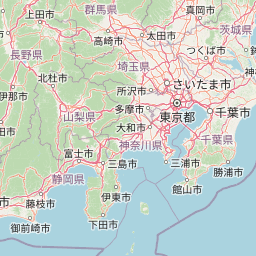 群馬県
真岡市
茨城県
上田市
高崎市
太田市
長野県
つくば市
埼玉県
北杜市
所沢市
さいたま市
伊那市
山梨県
多摩市
東京都
千葉市
大和市
千葉県
富士市
神奈川県
三島市
三浦市
勝浦市
静岡県
館山市
伊東市
藤枝市
下田市
御前崎市